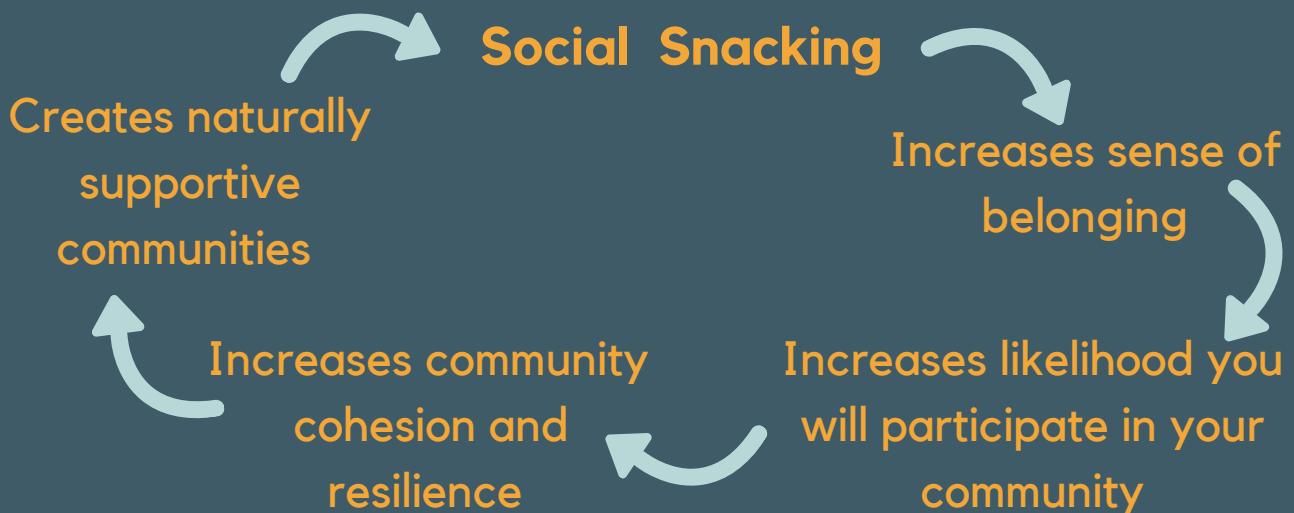 Social Snacking
Increases sense of
belonging
Increases likelihood you
will participate in your
community
Increases community
cohesion and
resilience
Creates naturally
supportive
communities